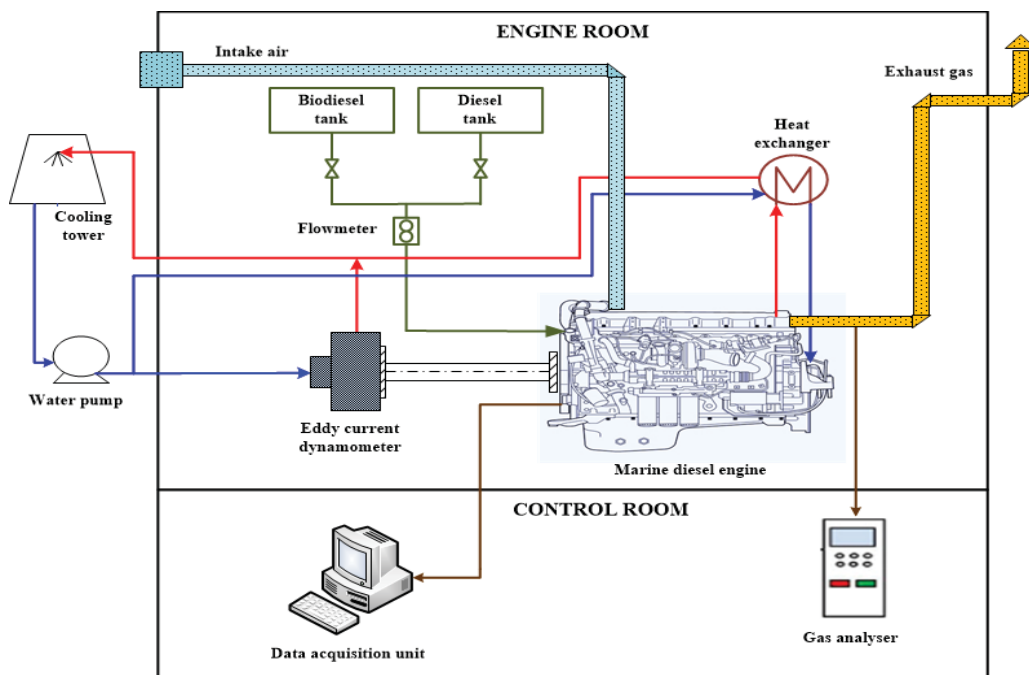 ENGINE ROOM
Intake air
Exhaust gas
Biodiesel
tank
Diesel
tank
Heat
exchanger
Cooling
tower
Flowmeter
Water pump
Eddy current
dynamometer
Marine diesel engine
CONTROL ROOM
Data acquisition unit
Gas analyser